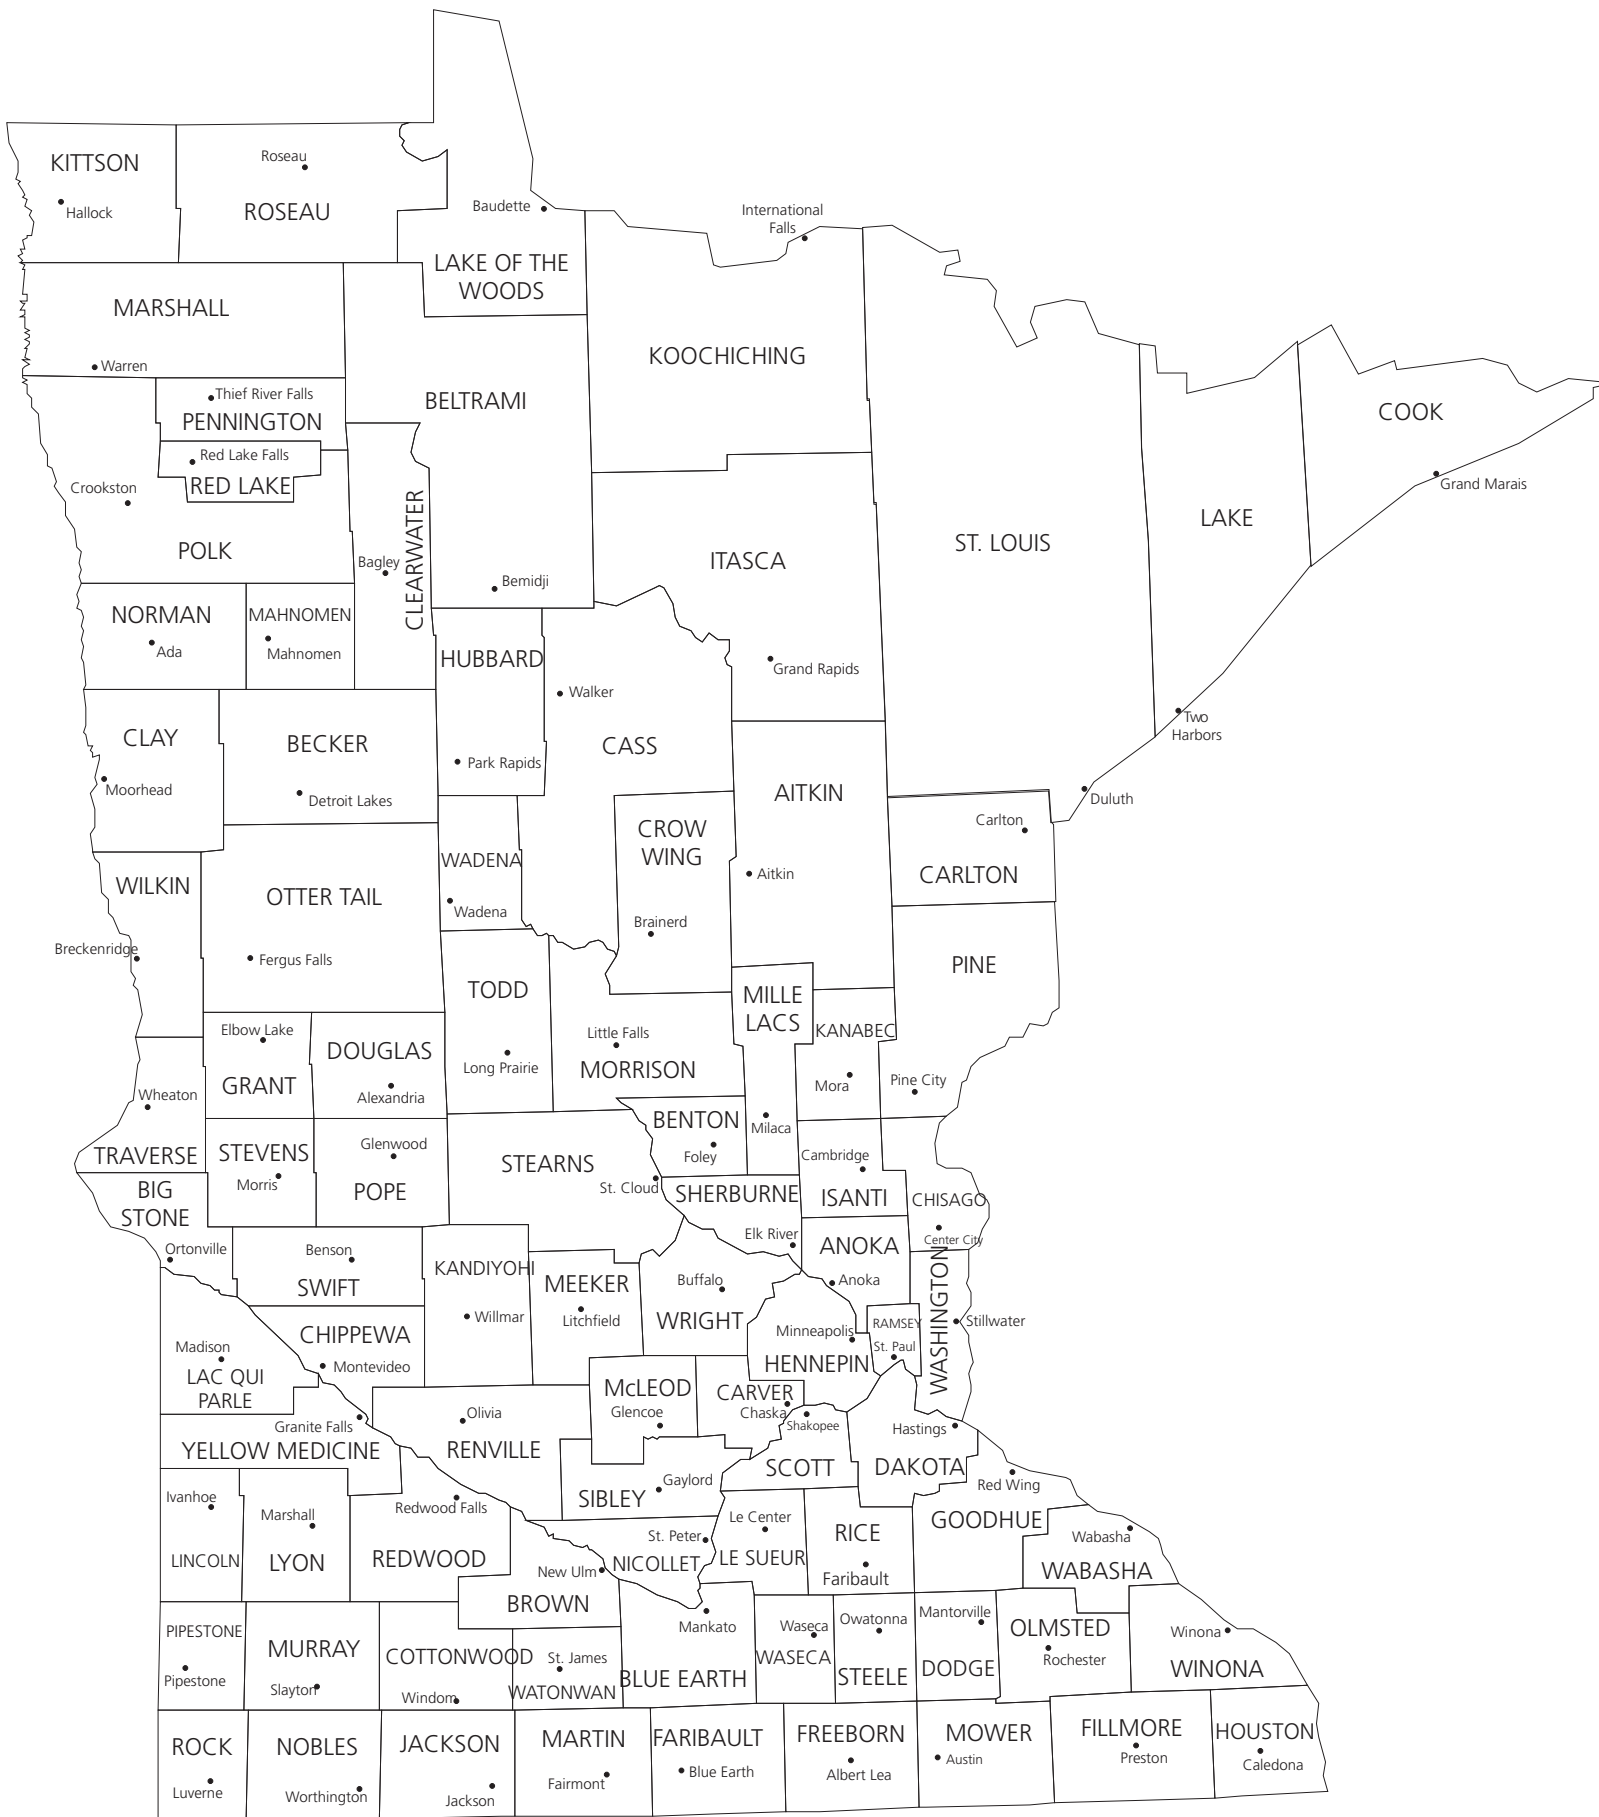 KITTSON
Hallock
Roseau
ROSEAU
Baudette
LAKE OF THE
WOODS
International
Falls
MARSHALL
Warren
KOOCHICHING
BELTRAMI
Bemidji
Thief River Falls
PENNINGTON
Red Lake Falls
RED LAKE
Crookston
POLK
CLEARWATER
Bagley
COOK
Grand Marais
LAKE
Two
Harbors
ST. LOUIS
Duluth
ITASCA
Grand Rapids
NORMAN
Ada
MAHNOMEN
Mahnomen
HUBBARD
Park Rapids
Walker
CASS
CLAY
Moorhead
BECKER
Detroit Lakes
AITKIN
Aitkin
Carlton
CARLTON
CROW
WING
Brainerd
WADENA
Wadena
WILKIN
Breckenridge
OTTER TAIL
Fergus Falls
PINE
Pine City
TODD
Long Prairie
Little Falls
MORRISON
MILLE
LACS
Milaca
KANABEC
Mora
Elbow Lake
GRANT
DOUGLAS
Alexandria
Wheaton
TRAVERSE
STEVENS
Morris
Glenwood
POPE
STEARNS
St. Cloud
BENTON
Foley
SHERBURNE
Elk River
Cambridge
ISANTI
CHISAGO
Center City
BIG
STONE
Ortonville
Benson
SWIFT
KANDIYOHI
Willmar
MEEKER
Litchfield
Buffalo
WRIGHT
ANOKA
Anoka
WASHINGTON
Stillwater
RAMSEY
St. Paul
Minneapolis
HENNEPIN
CHIPPEWA
Montevideo
Madison
LAC QUI
PARLE
Granite Falls
YELLOW MEDICINE
Olivia
RENVILLE
McLEOD
Glencoe
CARVER
Chaska
Shakopee
SCOTT
Hastings
DAKOTA
Red Wing
GOODHUE
Gaylord
SIBLEY
Ivanhoe
LINCOLN
Marshall
LYON
Redwood Falls
REDWOOD
New Ulm
BROWN
St. Peter
NICOLLET
Le Center
LE SUEUR
RICE
Faribault
Wabasha
WABASHA
PIPESTONE
Pipestone
MURRAY
Slayton
COTTONWOOD
Windom
St. James
WATONWAN
Mankato
BLUE EARTH
Waseca
WASECA
Owatonna
STEELE
Mantorville
DODGE
OLMSTED
Rochester
Winona
WINONA
ROCK
Luverne
NOBLES
Worthington
JACKSON
Jackson
MARTIN
Fairmont
FARIBAULT
Blue Earth
FREEBORN
Albert Lea
MOWER
Austin
FILLMORE
Preston
HOUSTON
Caledona